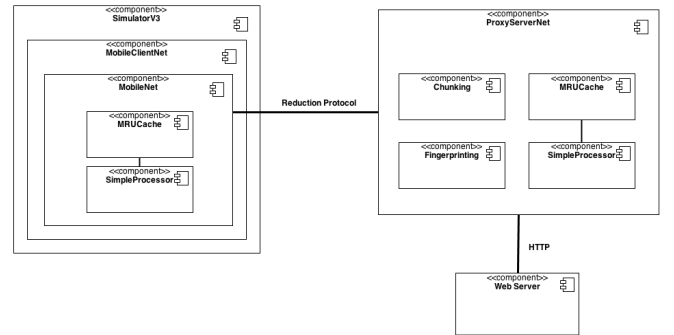 <<component>>
SimulatorV3
<<component>>
MobileClientNet
<<component>>
MobileNet
<<component>>
MRUCache
<<component>>
SimpleProcessor
Reduction Protocol
<<component>>
ProxyServerNet
<<component>>
Chunking
<<component>>
MRUCache
<<component>>
Fingerprinting
<<component>>
SimpleProcessor
HTTP
<<component>>
Web Server